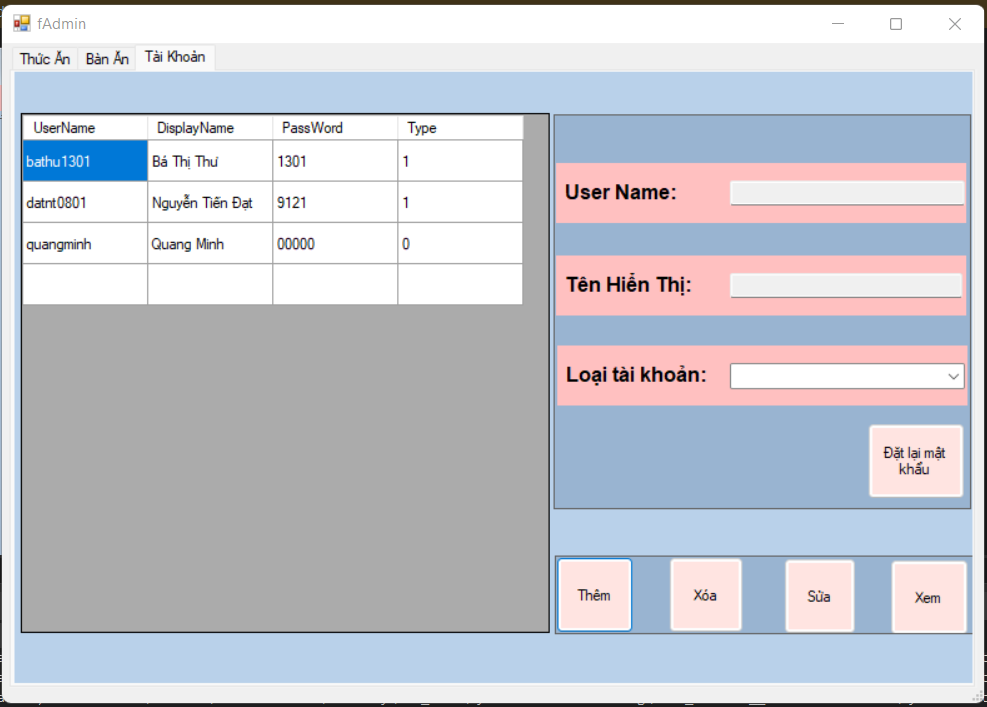 fAdmin
Thức Ăn Bàn Ăn Tài Khoản
UserName DisplayName PassWord Type
bathu1301 Bá Thị Thư 1301 1
datnt0801 Nguyễn Tiến Đạt 9121 1
quangminh Quang Minh 00000 0
User Name:
Tên Hiển Thị:
Loại tài khoản:
Đặt lại mật
khẩu
Thêm Xóa Sửa Xem